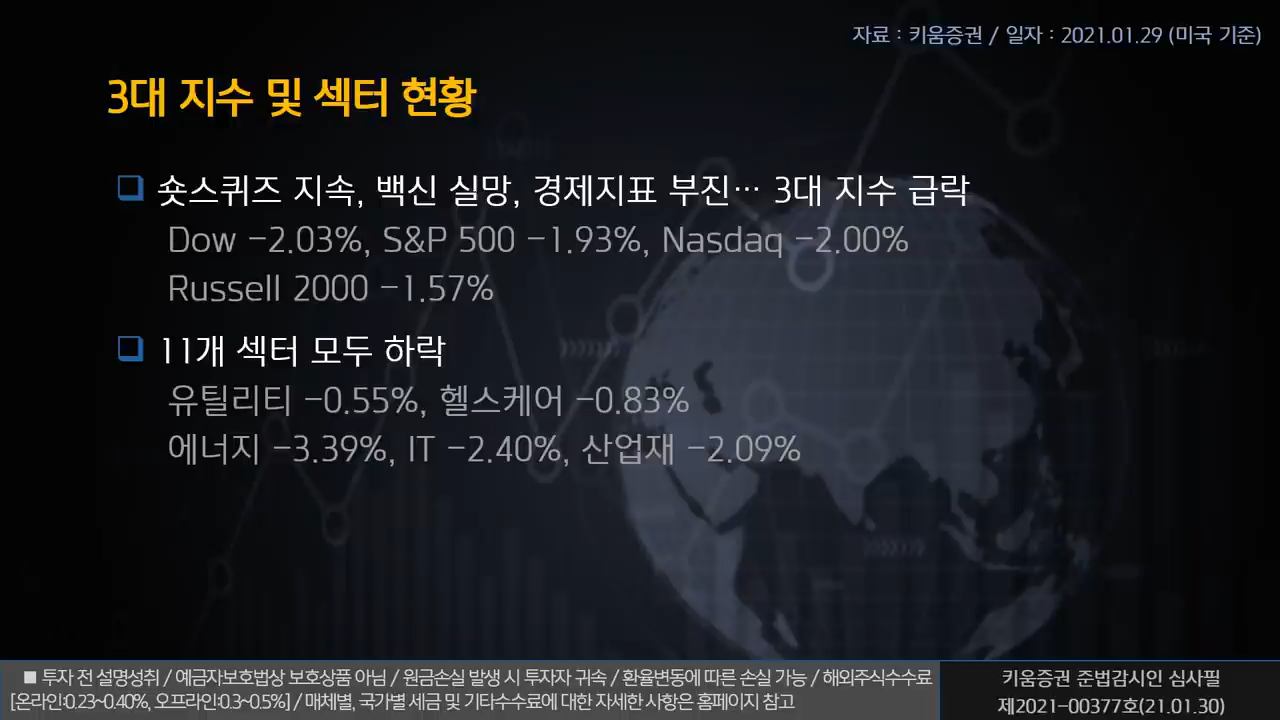 자료 : 키움증권 / 일자 : 2021.01.29 (미국 기준)
3대 지수 및 섹터 현황
❑ 숏스퀴즈 지속, 백신 실망, 경제지표 부진… 3대 지수 급락
Dow -2.03%, S&P 500 -1.93%, Nasdaq -2.00%
Russell 2000 -1.57%
❑ 11개 섹터 모두 하락
유틸리티 -0.55%, 헬스케어 -0.83%
에너지 -3.39%, IT -2.40%, 산업재 -2.09%
■ 투자 전 설명성취 / 예금자보호법상 보호상품 아님 / 원금손실 발생 시 투자자 귀속 / 환율변동에 따른 손실 가능 / 해외주식수수료
[온라인:0.23~0.40%, 오프라인:0.3~0.5%] / 매체별, 국가별 세금 및 기타수수료에 대한 자세한 사항은 홈페이지 참고
키움증권 준법감시인 심사필
제2021-00377호(21.01.30)